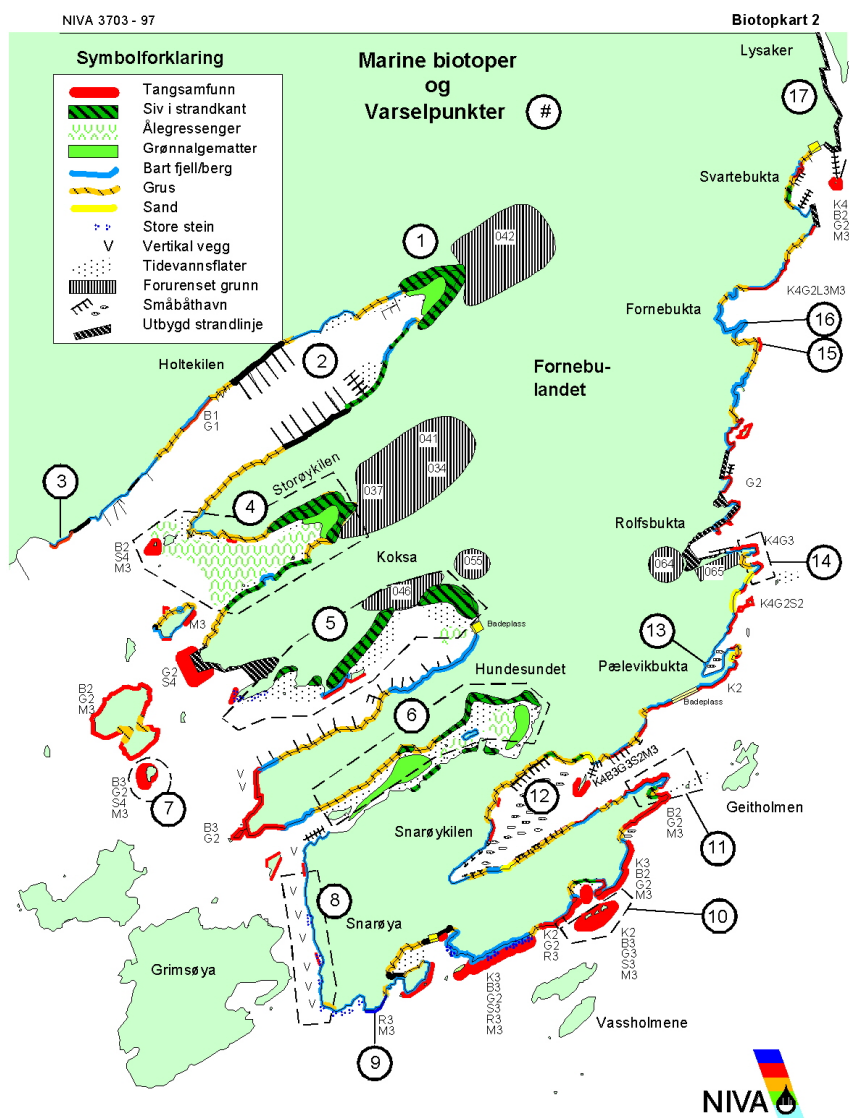 NIVA 3703 - 97
Biotopkart 2
Symbolforklaring
Tangsamfunn
Siv i strandkant
Ålegressenger
Grønnalgematter
Bart fjell/berg
Grus
Sand
Store stein
V
Vertikal vegg
Tidevannsflater
Forurenset grunn
Småbåthavn
Utbygd strandlinje
Marine biotoper
og
Varselpunkter
#
Lysaker
17
Svartebukta
K4
B2
G2
M3
1
042
K4G2L3M3
Fornebukta
16
15
Holtekilen
2
Fornebu-
landet
B1
G1
041
034
037
3
Storøykilen
4
G2
Rolfsbukta
B2
S4
M3
Koksa
055
046
064
065
K4G3
14
K4G2S2
M3
5
Badeplass
13
Pælevikbukta
G2
S4
Hundesundet
K2
Badeplass
B2
G2
M3
6
7
B3
G2
S4
M3
V
V
K4B3G3S2M3
12
Geitholmen
B2
G2
M3
11
B3
G2
Snarøykilen
V
V
V
V
V
V
V
V
8
Snarøya
K3
B2
G2
M3
10
K2
G2
R3
K2
B3
G3
S3
M3
Grimsøya
K3
B3
G2
S3
R3
M3
R3
M3
9
Vassholmene
NIVA